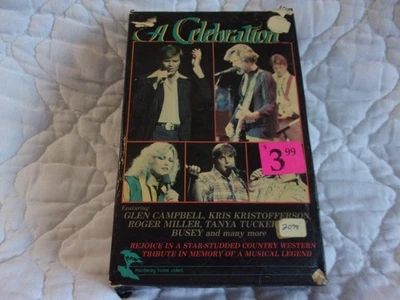 A Celebration
$3.99
Featuring
GLEN CAMPBELL, KRIS KRISTOFFERSON,
ROGER MILLER, TANYA TUCKER
BUSEY and many more
REJOICE IN A STAR-STUDDED COUNTRY WESTERN
TRIBUTE IN MEMORY OF A MUSICAL LEGEND